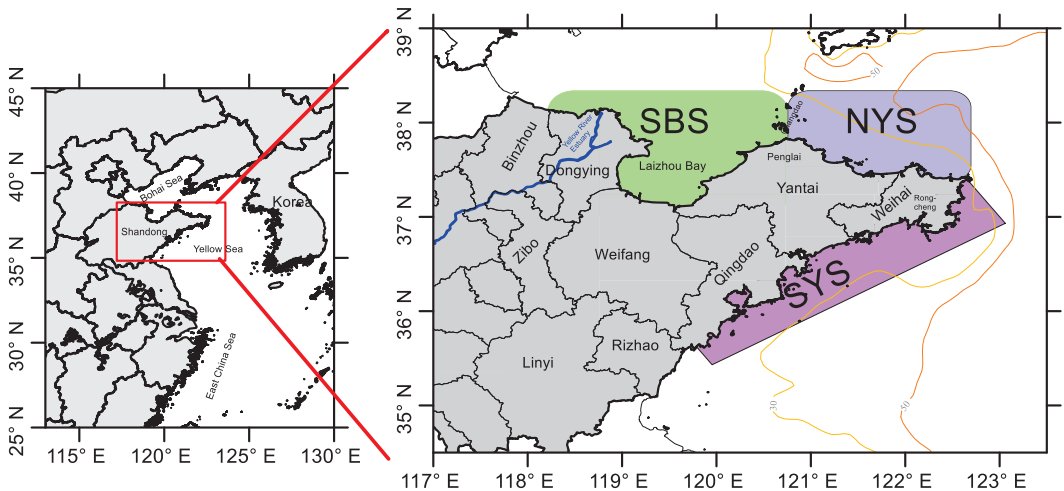 45° N
40° N
35° N
30° N
25° N
115° E
120° E
125° E
130° E
Bohai Sea
Korea
Shandong
Yellow Sea
East China Sea
39° N
38° N
37° N
36° N
35° N
117° E
118° E
119° E
120° E
121° E
122° E
123° E
SBS
NYS
SYS
Binzhou
Yellow River
Estuary
Dongying
Laizhou Bay
Penglai
Yantai
Weihai
Rong-
cheng
Zibo
Weifang
Qingdao
Linyi
Rizhao
-50
-30
-50